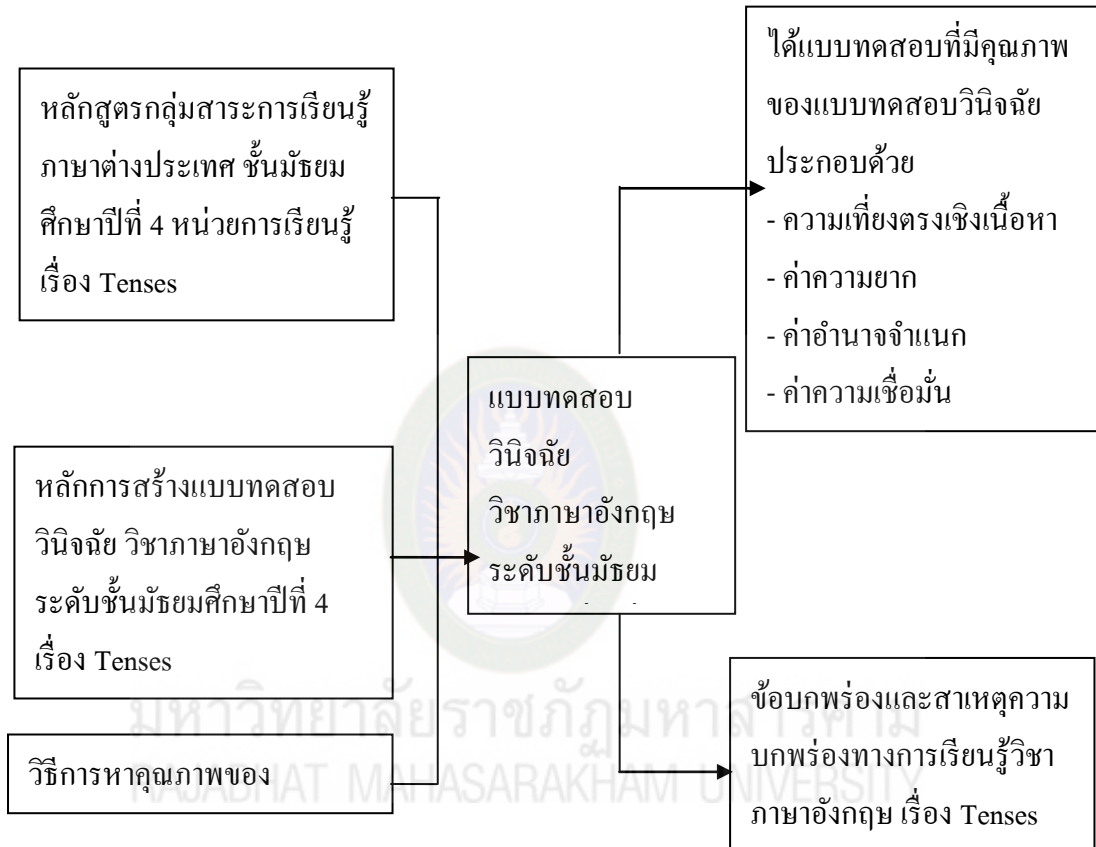 หลักสูตรกลุ่มสาระการเรียนรู้
ภาษาต่างประเทศ ชั้นมัธยม
ศึกษาปีที่ 4 หน่วยการเรียนรู้
เรื่อง Tenses
หลักการสร้างแบบทดสอบ
วินิจฉัย วิชาภาษาอังกฤษ
ระดับชั้นมัธยมศึกษาปีที่ 4
เรื่อง Tenses
วิธีการหาคุณภาพของ
แบบทดสอบ
วินิจฉัย
วิชาภาษาอังกฤษ
ระดับชั้นมัธยม
ได้แบบทดสอบที่มีคุณภาพ
ของแบบทดสอบวินิจฉัย
ประกอบด้วย
- ความเที่ยงตรงเชิงเนื้อหา
- ค่าความยาก
- ค่าอำนาจจำแนก
- ค่าความเชื่อมั่น
ข้อบกพร่องและสาเหตุความ
บกพร่องทางการเรียนรู้วิชา
ภาษาอังกฤษ เรื่อง Tenses
มหาวิทยาลัยราชภัฏมหาสารคาม
RAJABHAT MAHASARAKHAM UNIVERSITY